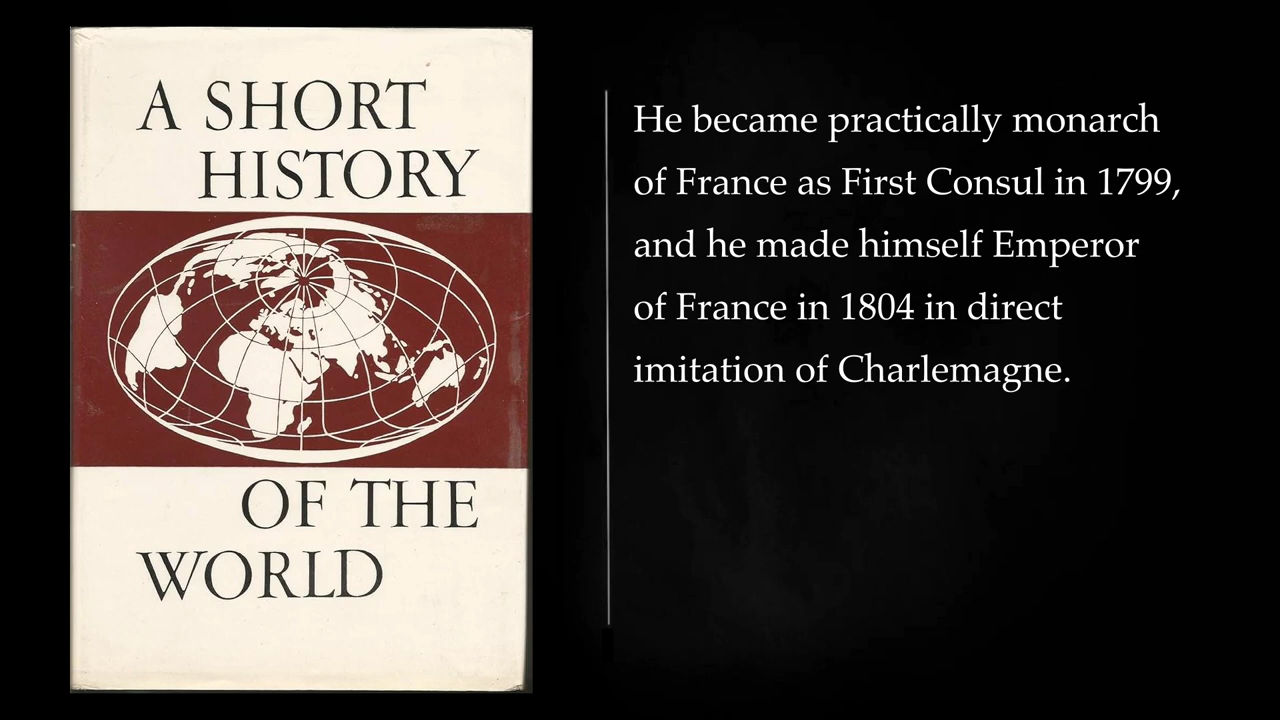 A SHORT
HISTORY
OF THE
WORLD
He became practically monarch
of France as First Consul in 1799,
and he made himself Emperor
of France in 1804 in direct
imitation of Charlemagne.